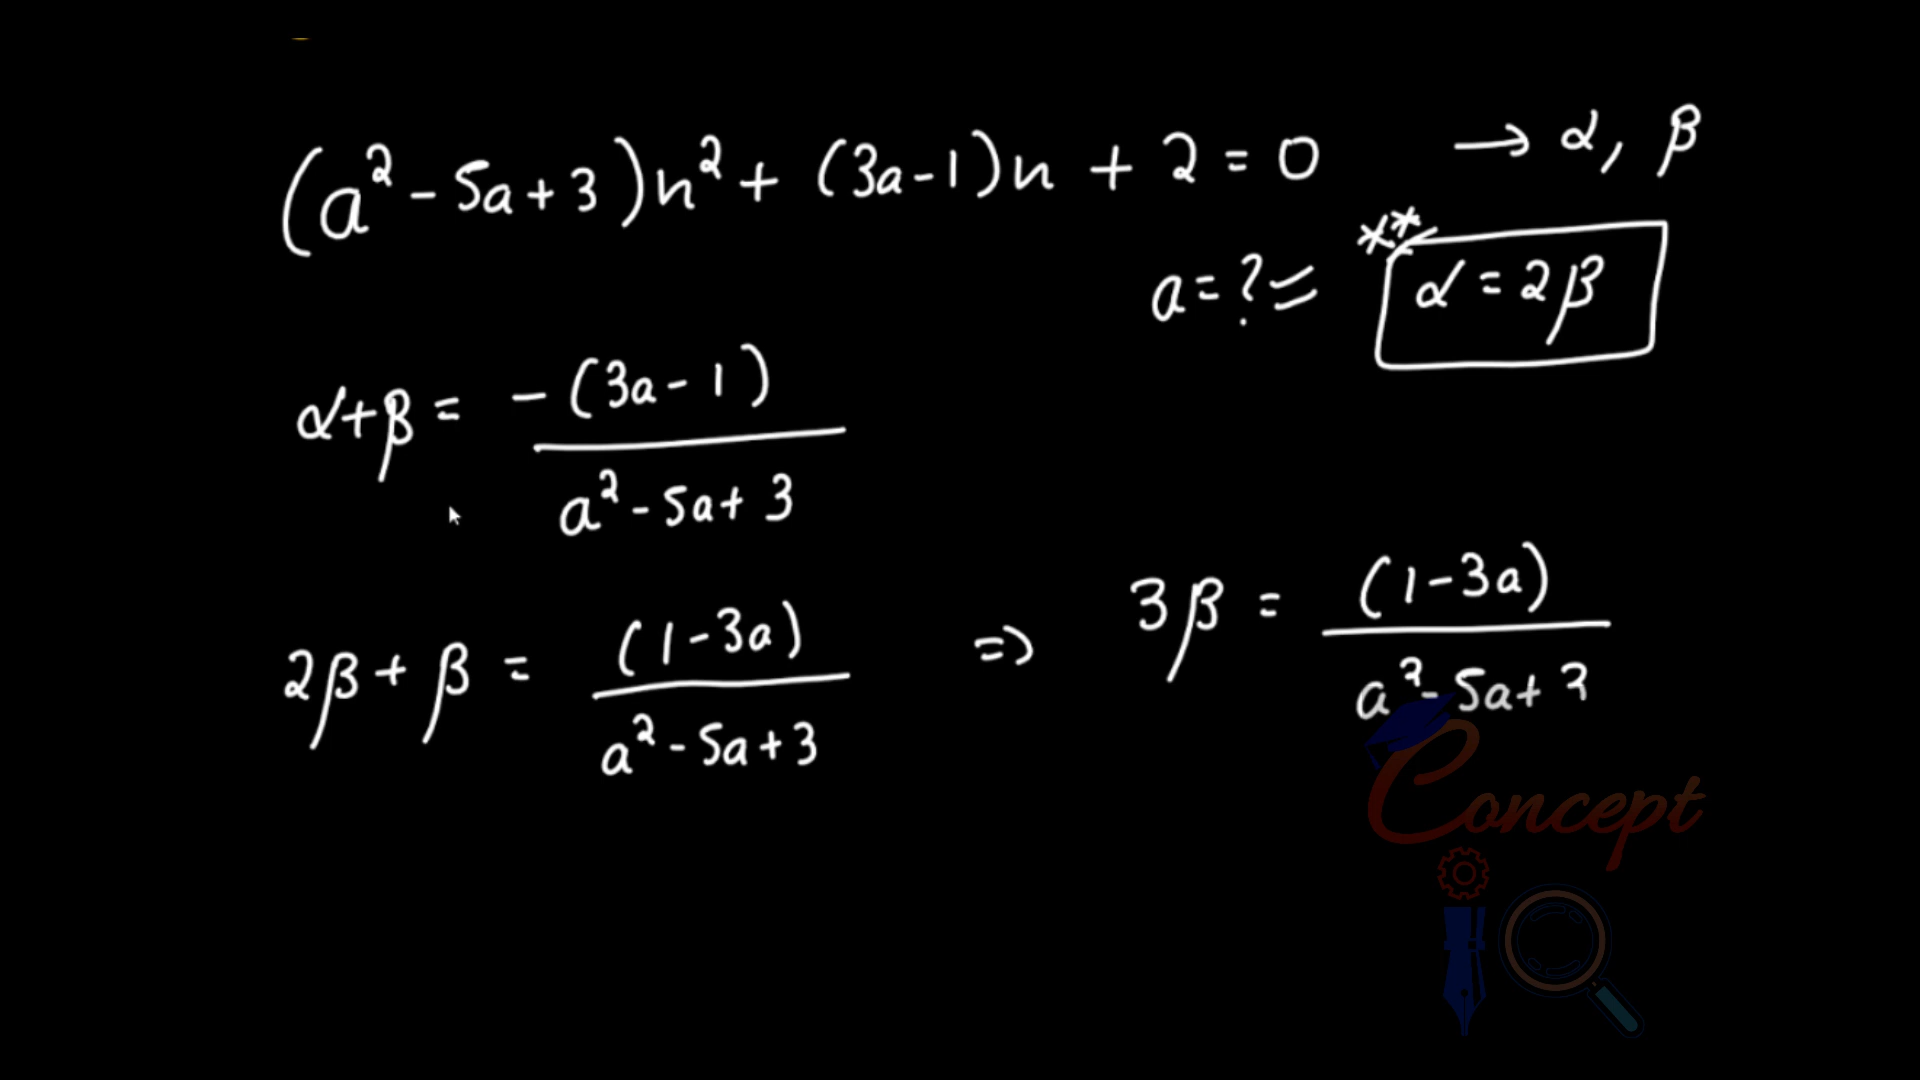 (a² - 5a + 3)x² + (3a - 1)x + 2 = 0 → α, β
a = ? ** α = 2β
α + β = -(3a - 1) / a² - 5a + 3
2β + β = (1 - 3a) / a² - 5a + 3 ⇒ 3β = (1 - 3a) / a² - 5a + 3
Concept